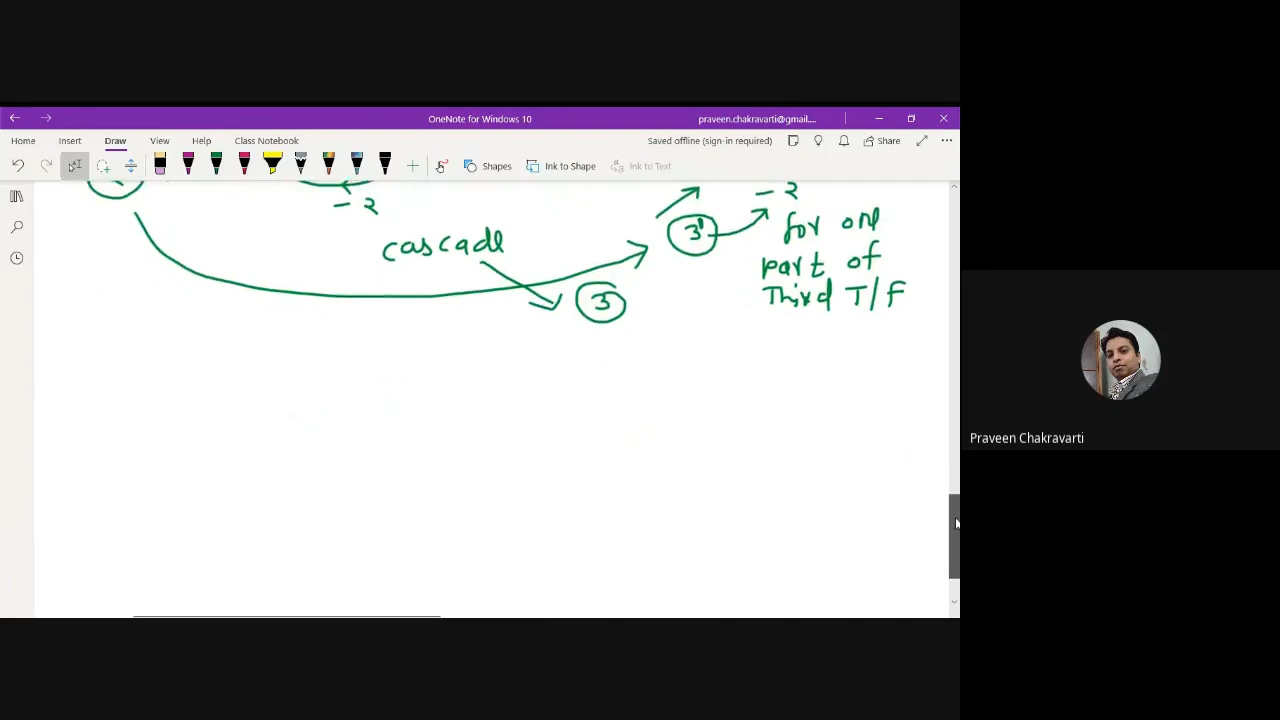 OneNote for Windows 10
praveen.chakravarti@gmail....
Home Insert Draw View Help Class Notebook
Saved offline (sign-in required)
Share
Shapes
Ink to Shape
Ink to Text
- 2
- 2
cascade
3'
for one
part of
Third T/F
3
Praveen Chakravarti